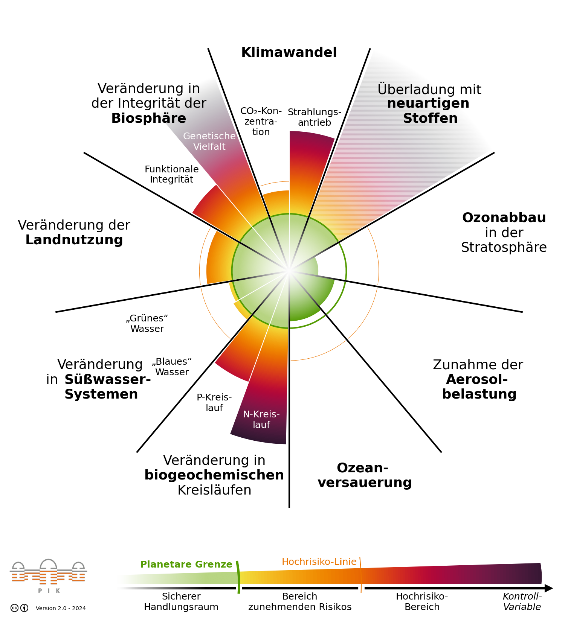 Klimawandel
Veränderung in
der Integrität der
Biosphäre
Überladung mit
neuartigen
Stoffen
CO₂-Kon-
zentra-
tion
Strahlungs-
antrieb
Genetische
Vielfalt
Funktionale
Integrität
Veränderung der
Landnutzung
Ozonabbau
in der
Stratosphäre
„Grünes“
Wasser
Veränderung
in Süßwasser-
Systemen
„Blaues“
Wasser
Zunahme der
Aerosol-
belastung
P-Kreis-
lauf
N-Kreis-
lauf
Veränderung in
biogeochemischen
Kreisläufen
Ozean-
versauerung
Planetare Grenze
Hochrisiko-Linie
P I K
Version 2.0 - 2024
Sicherer
Handlungsraum
Bereich
zunehmenden Risikos
Hochrisiko-
Bereich
Kontroll-
Variable